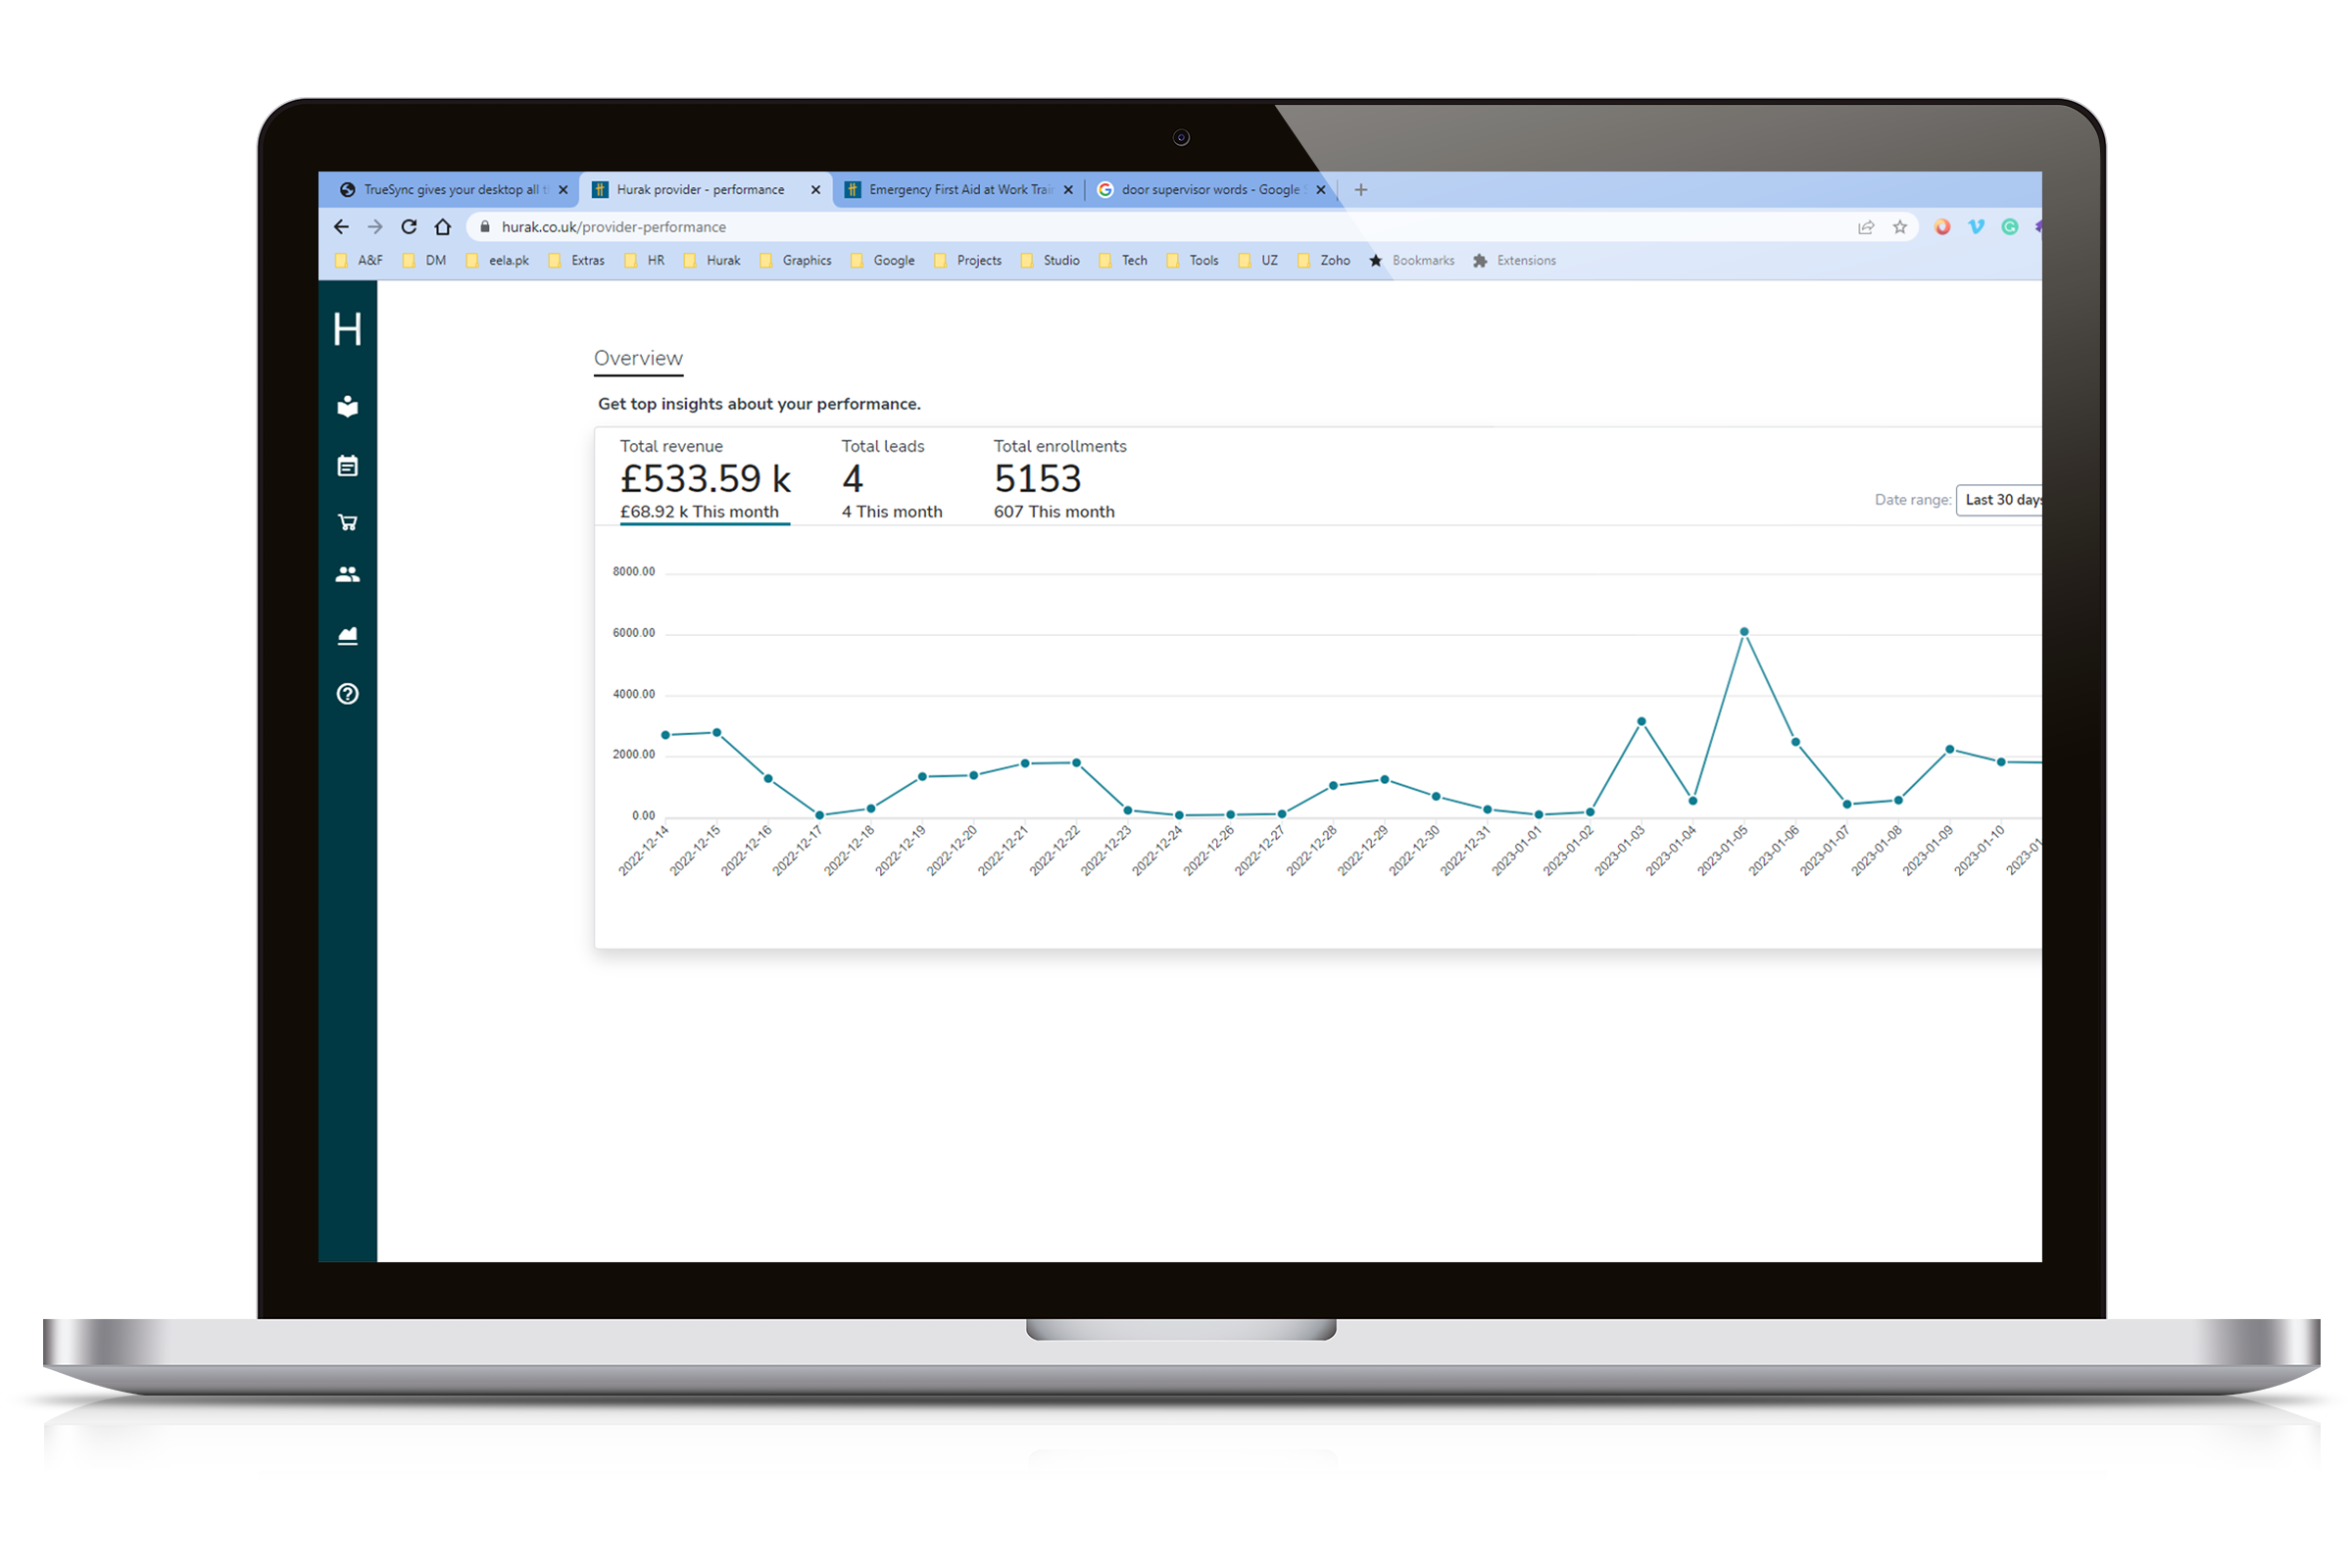 TrueSync gives your desktop all t
Hurak provider - performance
Emergency First Aid at Work Trai
door supervisor words - Google S
hurak.co.uk/provider-performance
A&F DM eela.pk Extras HR Hurak Graphics Google Projects Studio Tech Tools UZ Zoho Bookmarks Extensions
H
Overview
Get top insights about your performance.
Total revenue
£533.59 k
£68.92 k This month
Total leads
4
4 This month
Total enrollments
5153
607 This month
Date range: Last 30 days
8000.00
6000.00
4000.00
2000.00
0.00
2022-12-14
2022-12-15
2022-12-16
2022-12-17
2022-12-18
2022-12-19
2022-12-20
2022-12-21
2022-12-22
2022-12-23
2022-12-24
2022-12-26
2022-12-27
2022-12-28
2022-12-29
2022-12-30
2022-12-31
2023-01-01
2023-01-02
2023-01-03
2023-01-04
2023-01-05
2023-01-06
2023-01-07
2023-01-08
2023-01-09
2023-01-10
2023-01